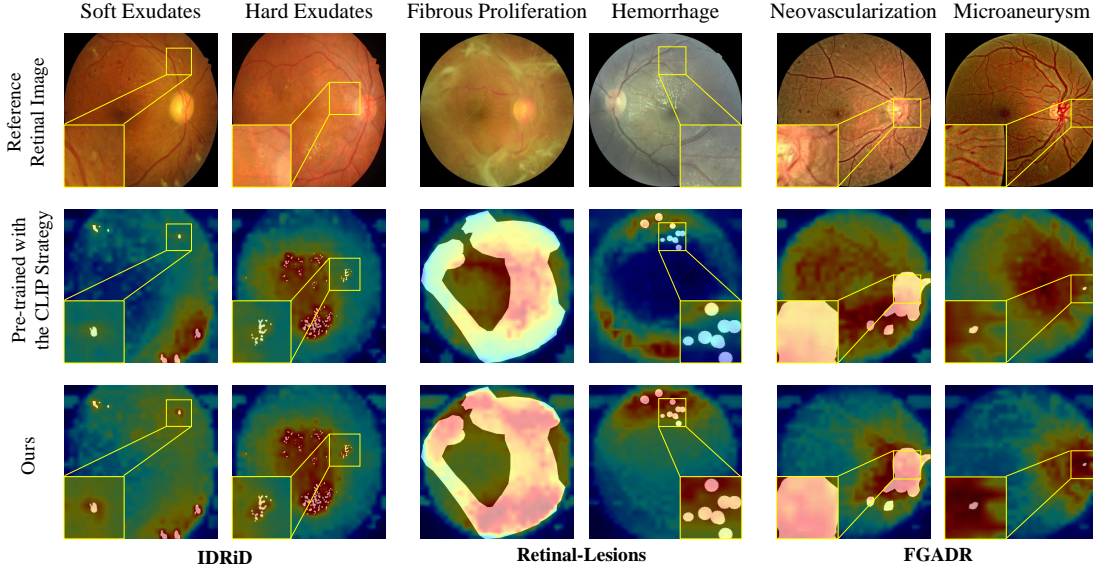 Soft Exudates Hard Exudates Fibrous Proliferation Hemorrhage Neovascularization Microaneurysm
Reference
Retinal Image
Pre-trained with
the CLIP Strategy
Ours
IDRiD Retinal-Lesions FGADR